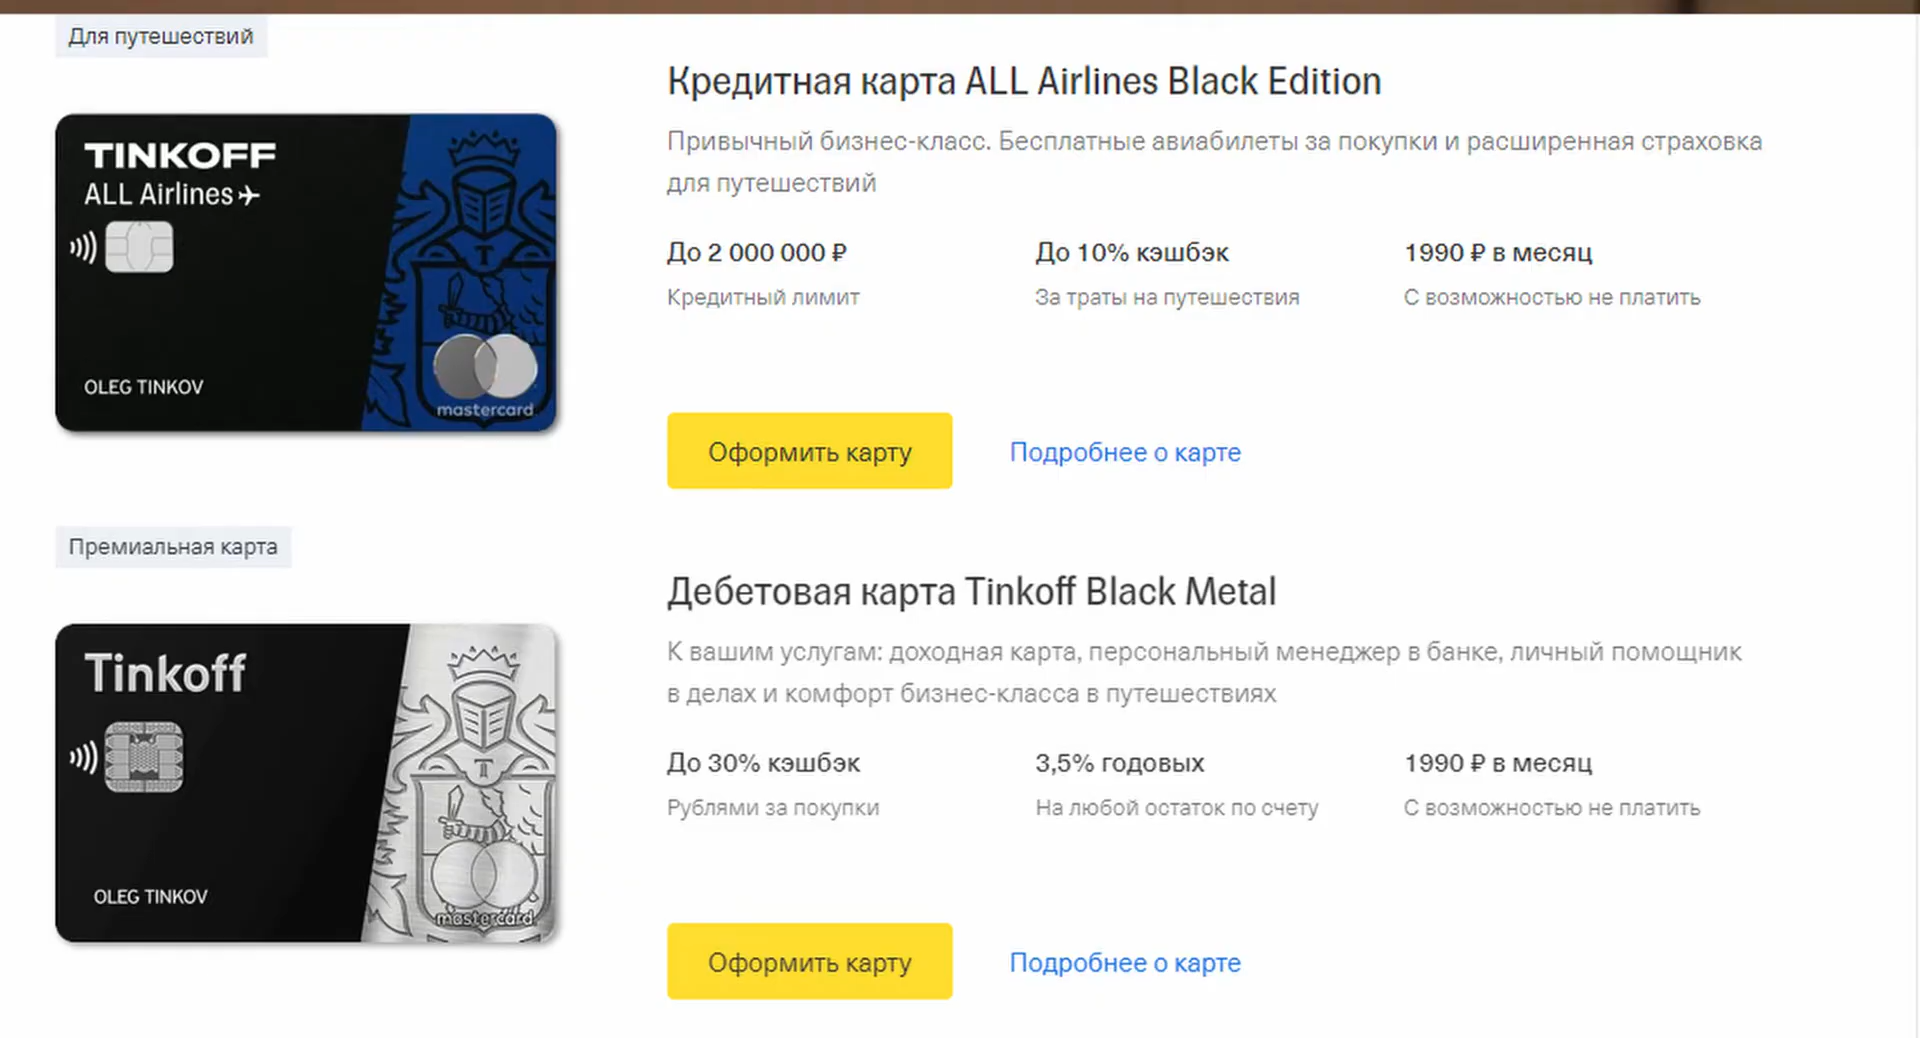 Для путешествий
TINKOFF
ALL Airlines
OLEG TINKOV
mastercard
Кредитная карта ALL Airlines Black Edition
Привычный бизнес-класс. Бесплатные авиабилеты за покупки и расширенная страховка
для путешествий
До 2 000 000 ₽
До 10% кэшбэк
1990 ₽ в месяц
Кредитный лимит
За траты на путешествия
С возможностью не платить
Оформить карту
Подробнее о карте
Премиальная карта
Tinkoff
OLEG TINKOV
mastercard
Дебетовая карта Tinkoff Black Metal
К вашим услугам: доходная карта, персональный менеджер в банке, личный помощник
в делах и комфорт бизнес-класса в путешествиях
До 30% кэшбэк
3,5% годовых
1990 ₽ в месяц
Рублями за покупки
На любой остаток по счету
С возможностью не платить
Оформить карту
Подробнее о карте